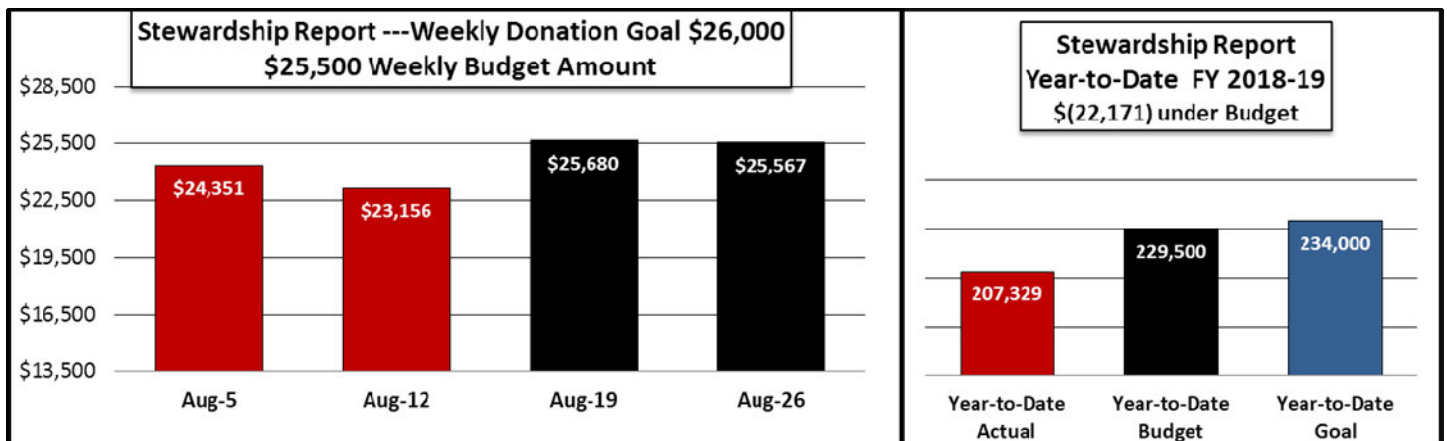 Stewardship Report ---Weekly Donation Goal $26,000
$25,500 Weekly Budget Amount
$28,500
$25,500
$22,500
$19,500
$16,500
$13,500
$24,351
$23,156
$25,680
$25,567
Aug-5
Aug-12
Aug-19
Aug-26
Stewardship Report
Year-to-Date FY 2018-19
$(22,171) under Budget
207,329
229,500
234,000
Year-to-Date
Actual
Year-to-Date
Budget
Year-to-Date
Goal